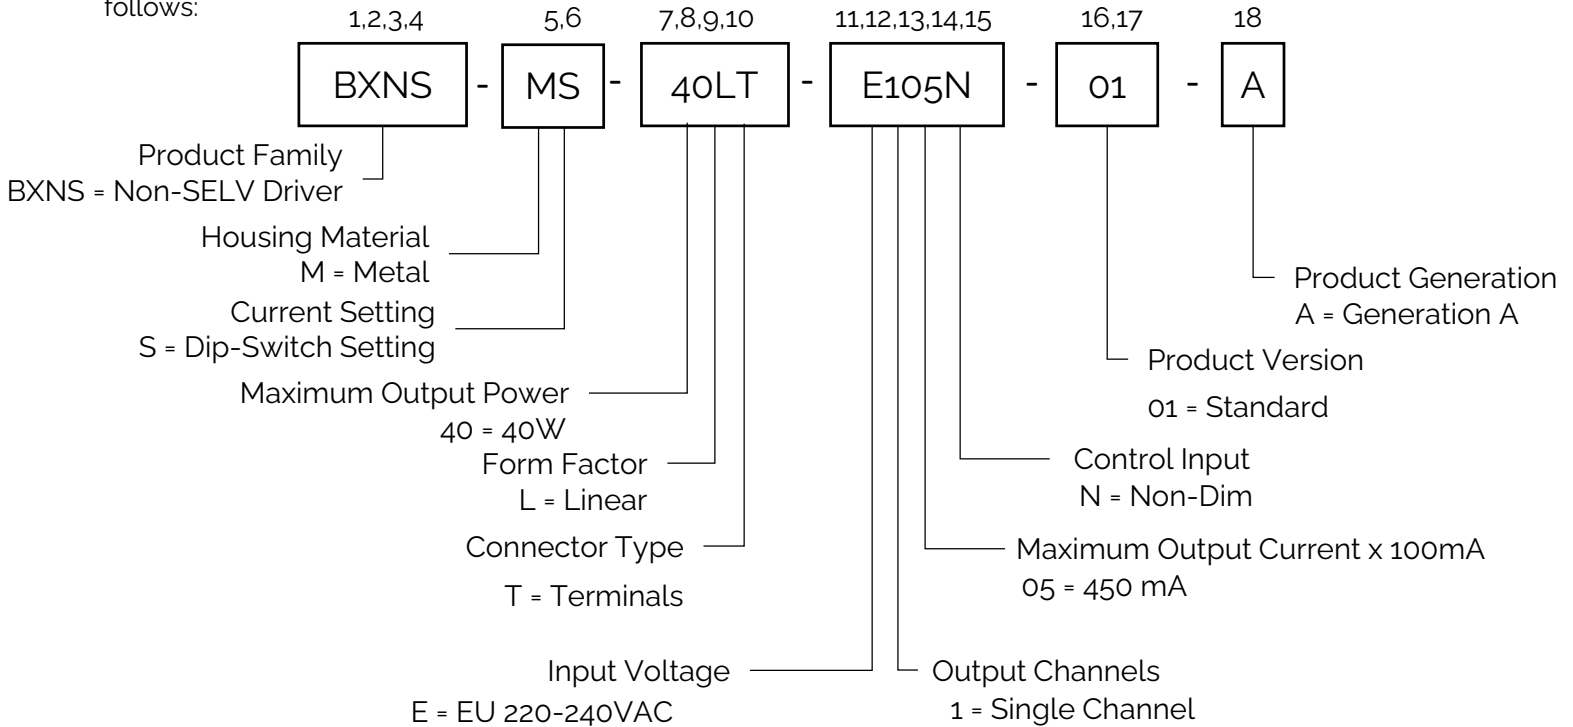 follows:
1,2,3,4 5,6 7,8,9,10 11,12,13,14,15 16,17 18
BXNS - MS - 40LT - E105N - 01 - A
Product Family
BXNS = Non-SELV Driver
Housing Material
M = Metal
Current Setting
S = Dip-Switch Setting
Maximum Output Power
40 = 40W
Form Factor
L = Linear
Connector Type
T = Terminals
Input Voltage
E = EU 220-240VAC
Output Channels
1 = Single Channel
Maximum Output Current x 100mA
05 = 450 mA
Control Input
N = Non-Dim
Product Version
01 = Standard
Product Generation
A = Generation A